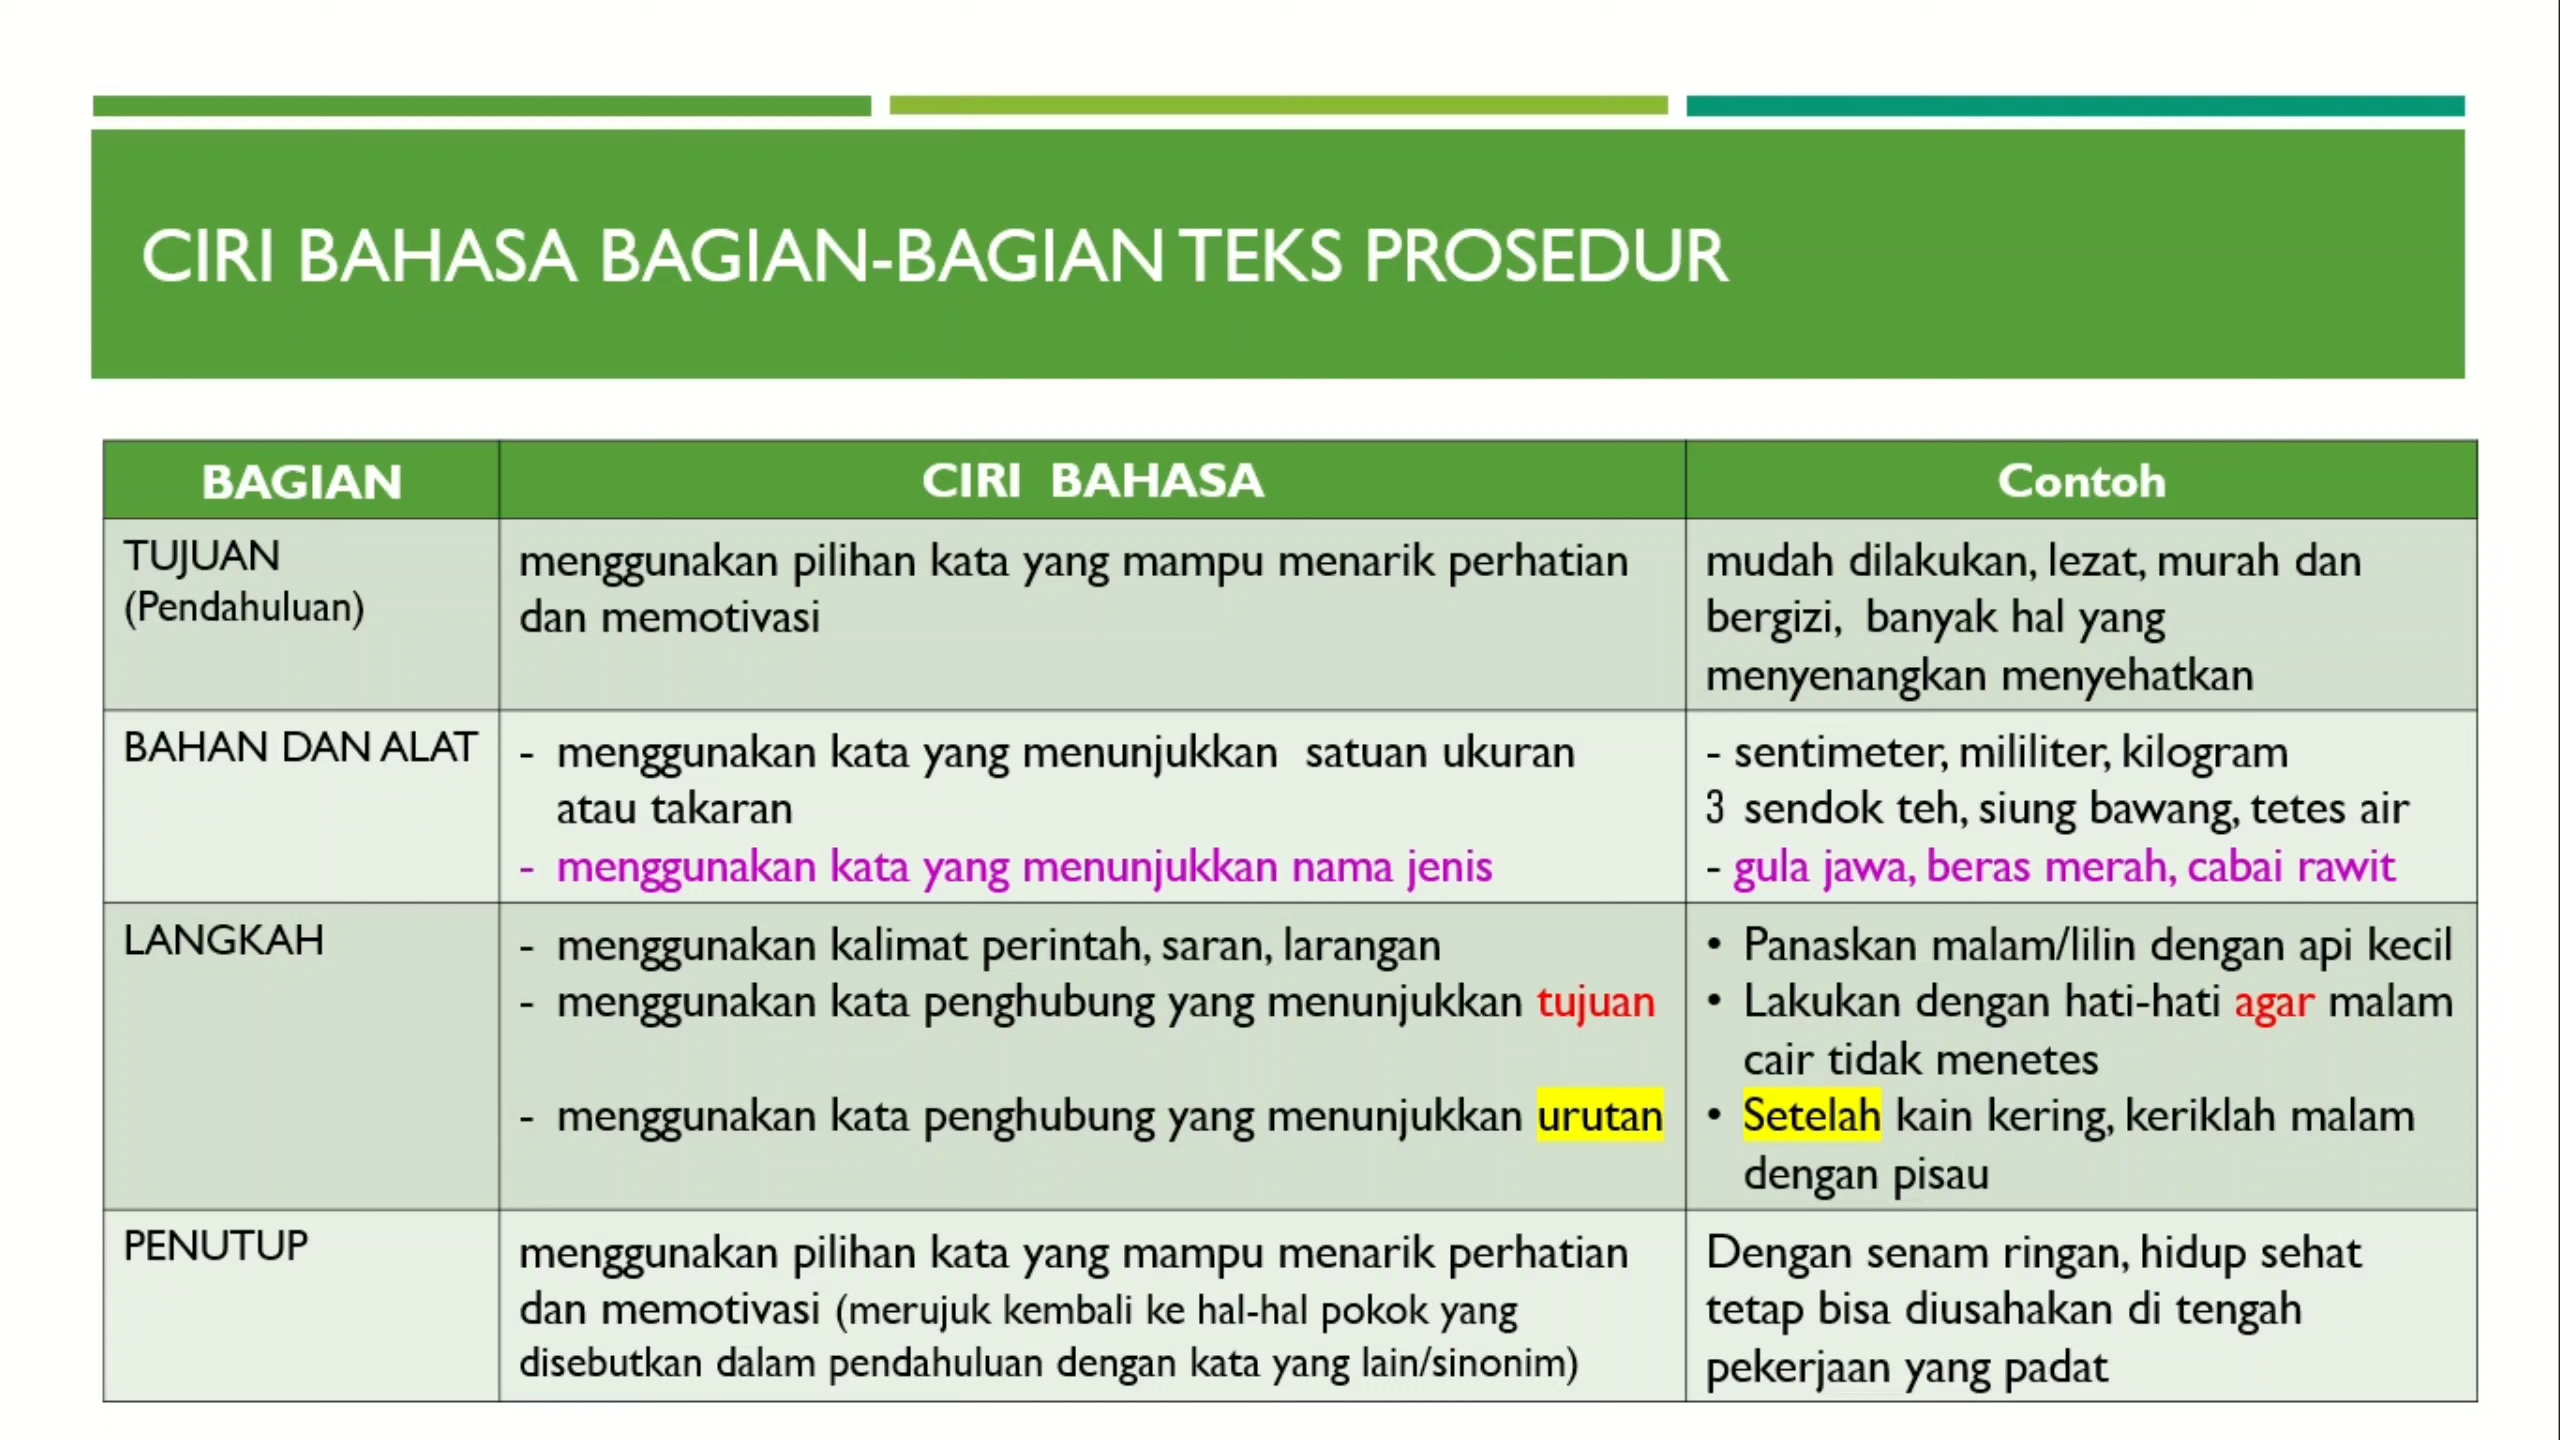 CIRI BAHASA BAGIAN-BAGIAN TEKS PROSEDUR
BAGIAN
CIRI BAHASA
Contoh
TUJUAN
(Pendahuluan)
menggunakan pilihan kata yang mampu menarik perhatian
dan memotivasi
mudah dilakukan, lezat, murah dan
bergizi, banyak hal yang
menyenangkan menyehatkan
BAHAN DAN ALAT
- menggunakan kata yang menunjukkan satuan ukuran
atau takaran
- menggunakan kata yang menunjukkan nama jenis
- sentimeter, mililiter, kilogram
3 sendok teh, siung bawang, tetes air
- gula jawa, beras merah, cabai rawit
LANGKAH
- menggunakan kalimat perintah, saran, larangan
- menggunakan kata penghubung yang menunjukkan tujuan
- menggunakan kata penghubung yang menunjukkan urutan
• Panaskan malam/lilin dengan api kecil
• Lakukan dengan hati-hati agar malam
cair tidak menetes
• Setelah kain kering, keriklah malam
dengan pisau
PENUTUP
menggunakan pilihan kata yang mampu menarik perhatian
dan memotivasi (merujuk kembali ke hal-hal pokok yang
disebutkan dalam pendahuluan dengan kata yang lain/sinonim)
Dengan senam ringan, hidup sehat
tetap bisa diusahakan di tengah
pekerjaan yang padat